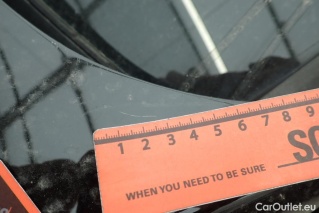 1 2 3 4 5 6 7 8 9
WHEN YOU NEED TO BE SURE
CarOutlet.eu